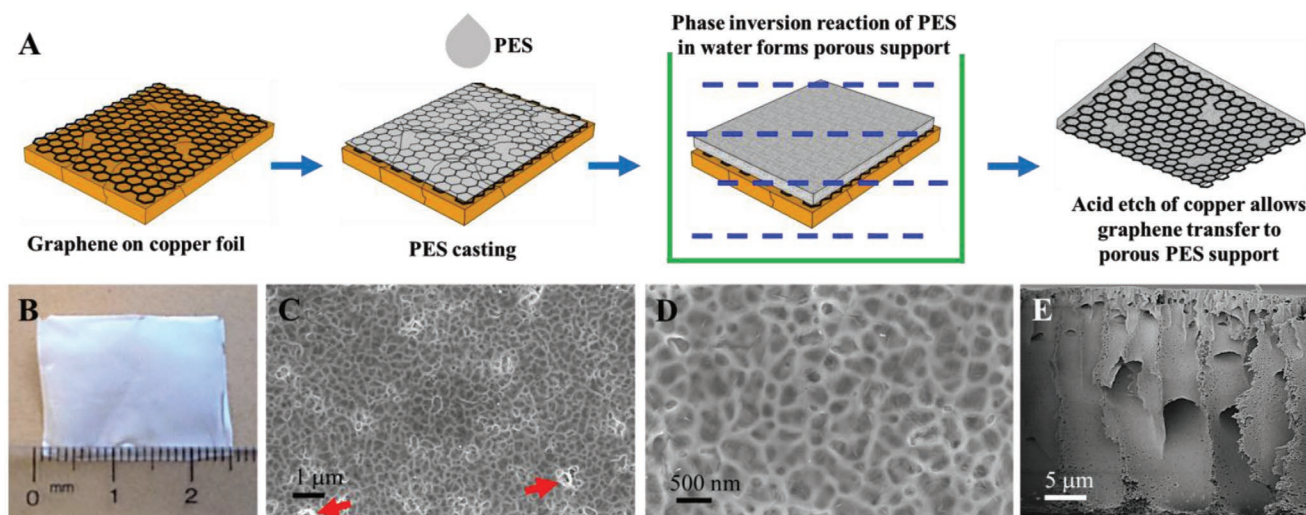 A
PES
Phase inversion reaction of PES
in water forms porous support
Graphene on copper foil
PES casting
Acid etch of copper allows
graphene transfer to
porous PES support
B
0 mm 1 2
C
1 μm
D
500 nm
E
5 μm